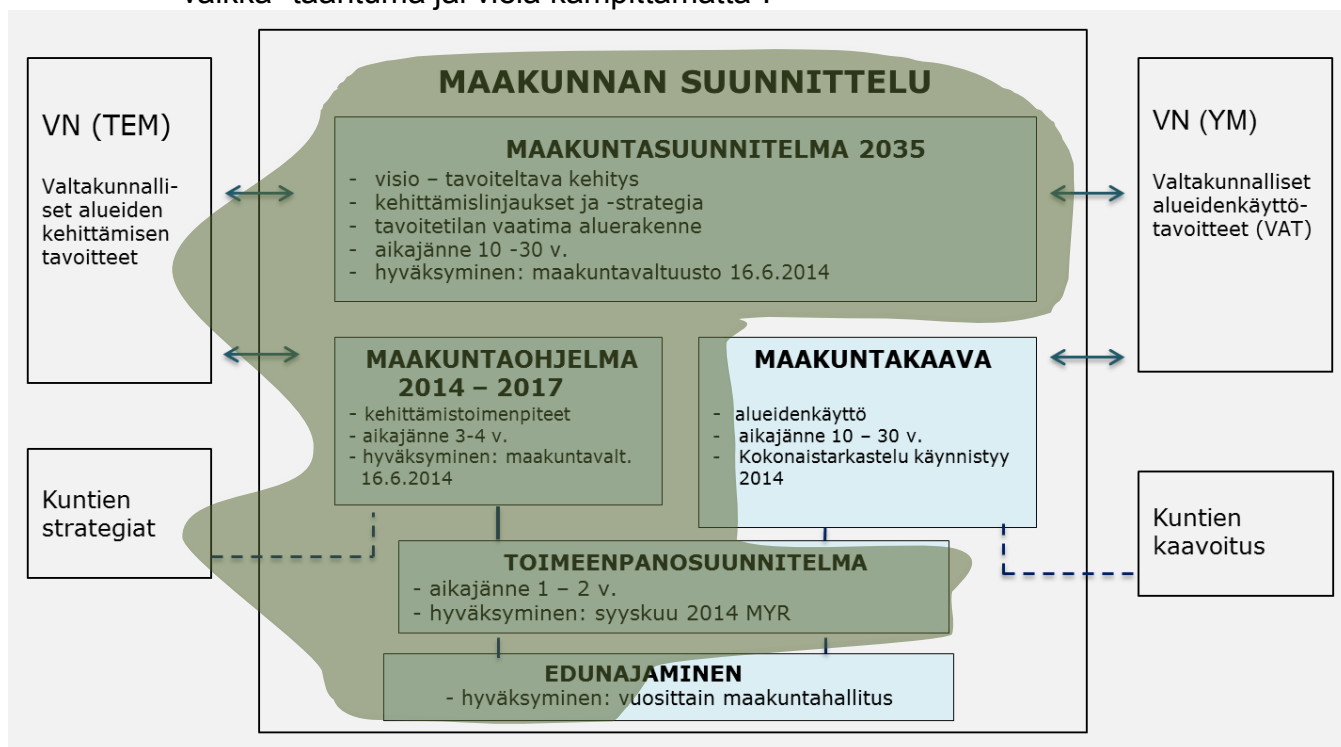 MAAKUNNAN SUUNNITTELU
VN (TEM)
Valtakunnalli-
set alueiden
kehittämisen
tavoitteet
MAAKUNTASUUNNITELMA 2035
- visio – tavoiteltava kehitys
- kehittämislinjaukset ja -strategia
- tavoitetilan vaatima aluerakenne
- aikajänne 10 -30 v.
- hyväksyminen: maakuntavaltuusto 16.6.2014
VN (YM)
Valtakunnalliset
alueidenkäyttö-
tavoitteet (VAT)
MAAKUNTAOHJELMA
2014 – 2017
- kehittämistoimenpiteet
- aikajänne 3-4 v.
- hyväksyminen: maakuntavalt.
16.6.2014
MAAKUNTAKAAVA
- alueidenkäyttö
- aikajänne 10 – 30 v.
- Kokonaistarkastelu käynnistyy
2014
Kuntien
strategiat
Kuntien
kaavoitus
TOIMEENPANOSUUNNITELMA
- aikajänne 1 – 2 v.
- hyväksyminen: syyskuu 2014 MYR
EDUNAJAMINEN
- hyväksyminen: vuosittain maakuntahallitus